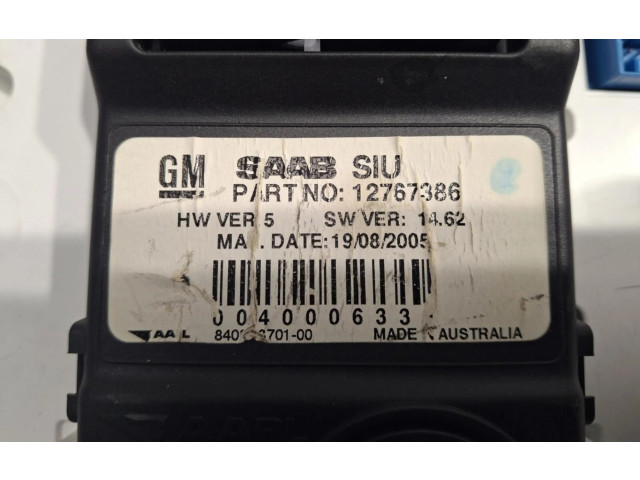 GM SAAB SIU
PART NO: 12767386
HW VER 5 SW VER: 14.62
DATE: 19/08/2005
004000633
MADE AUSTRALIA